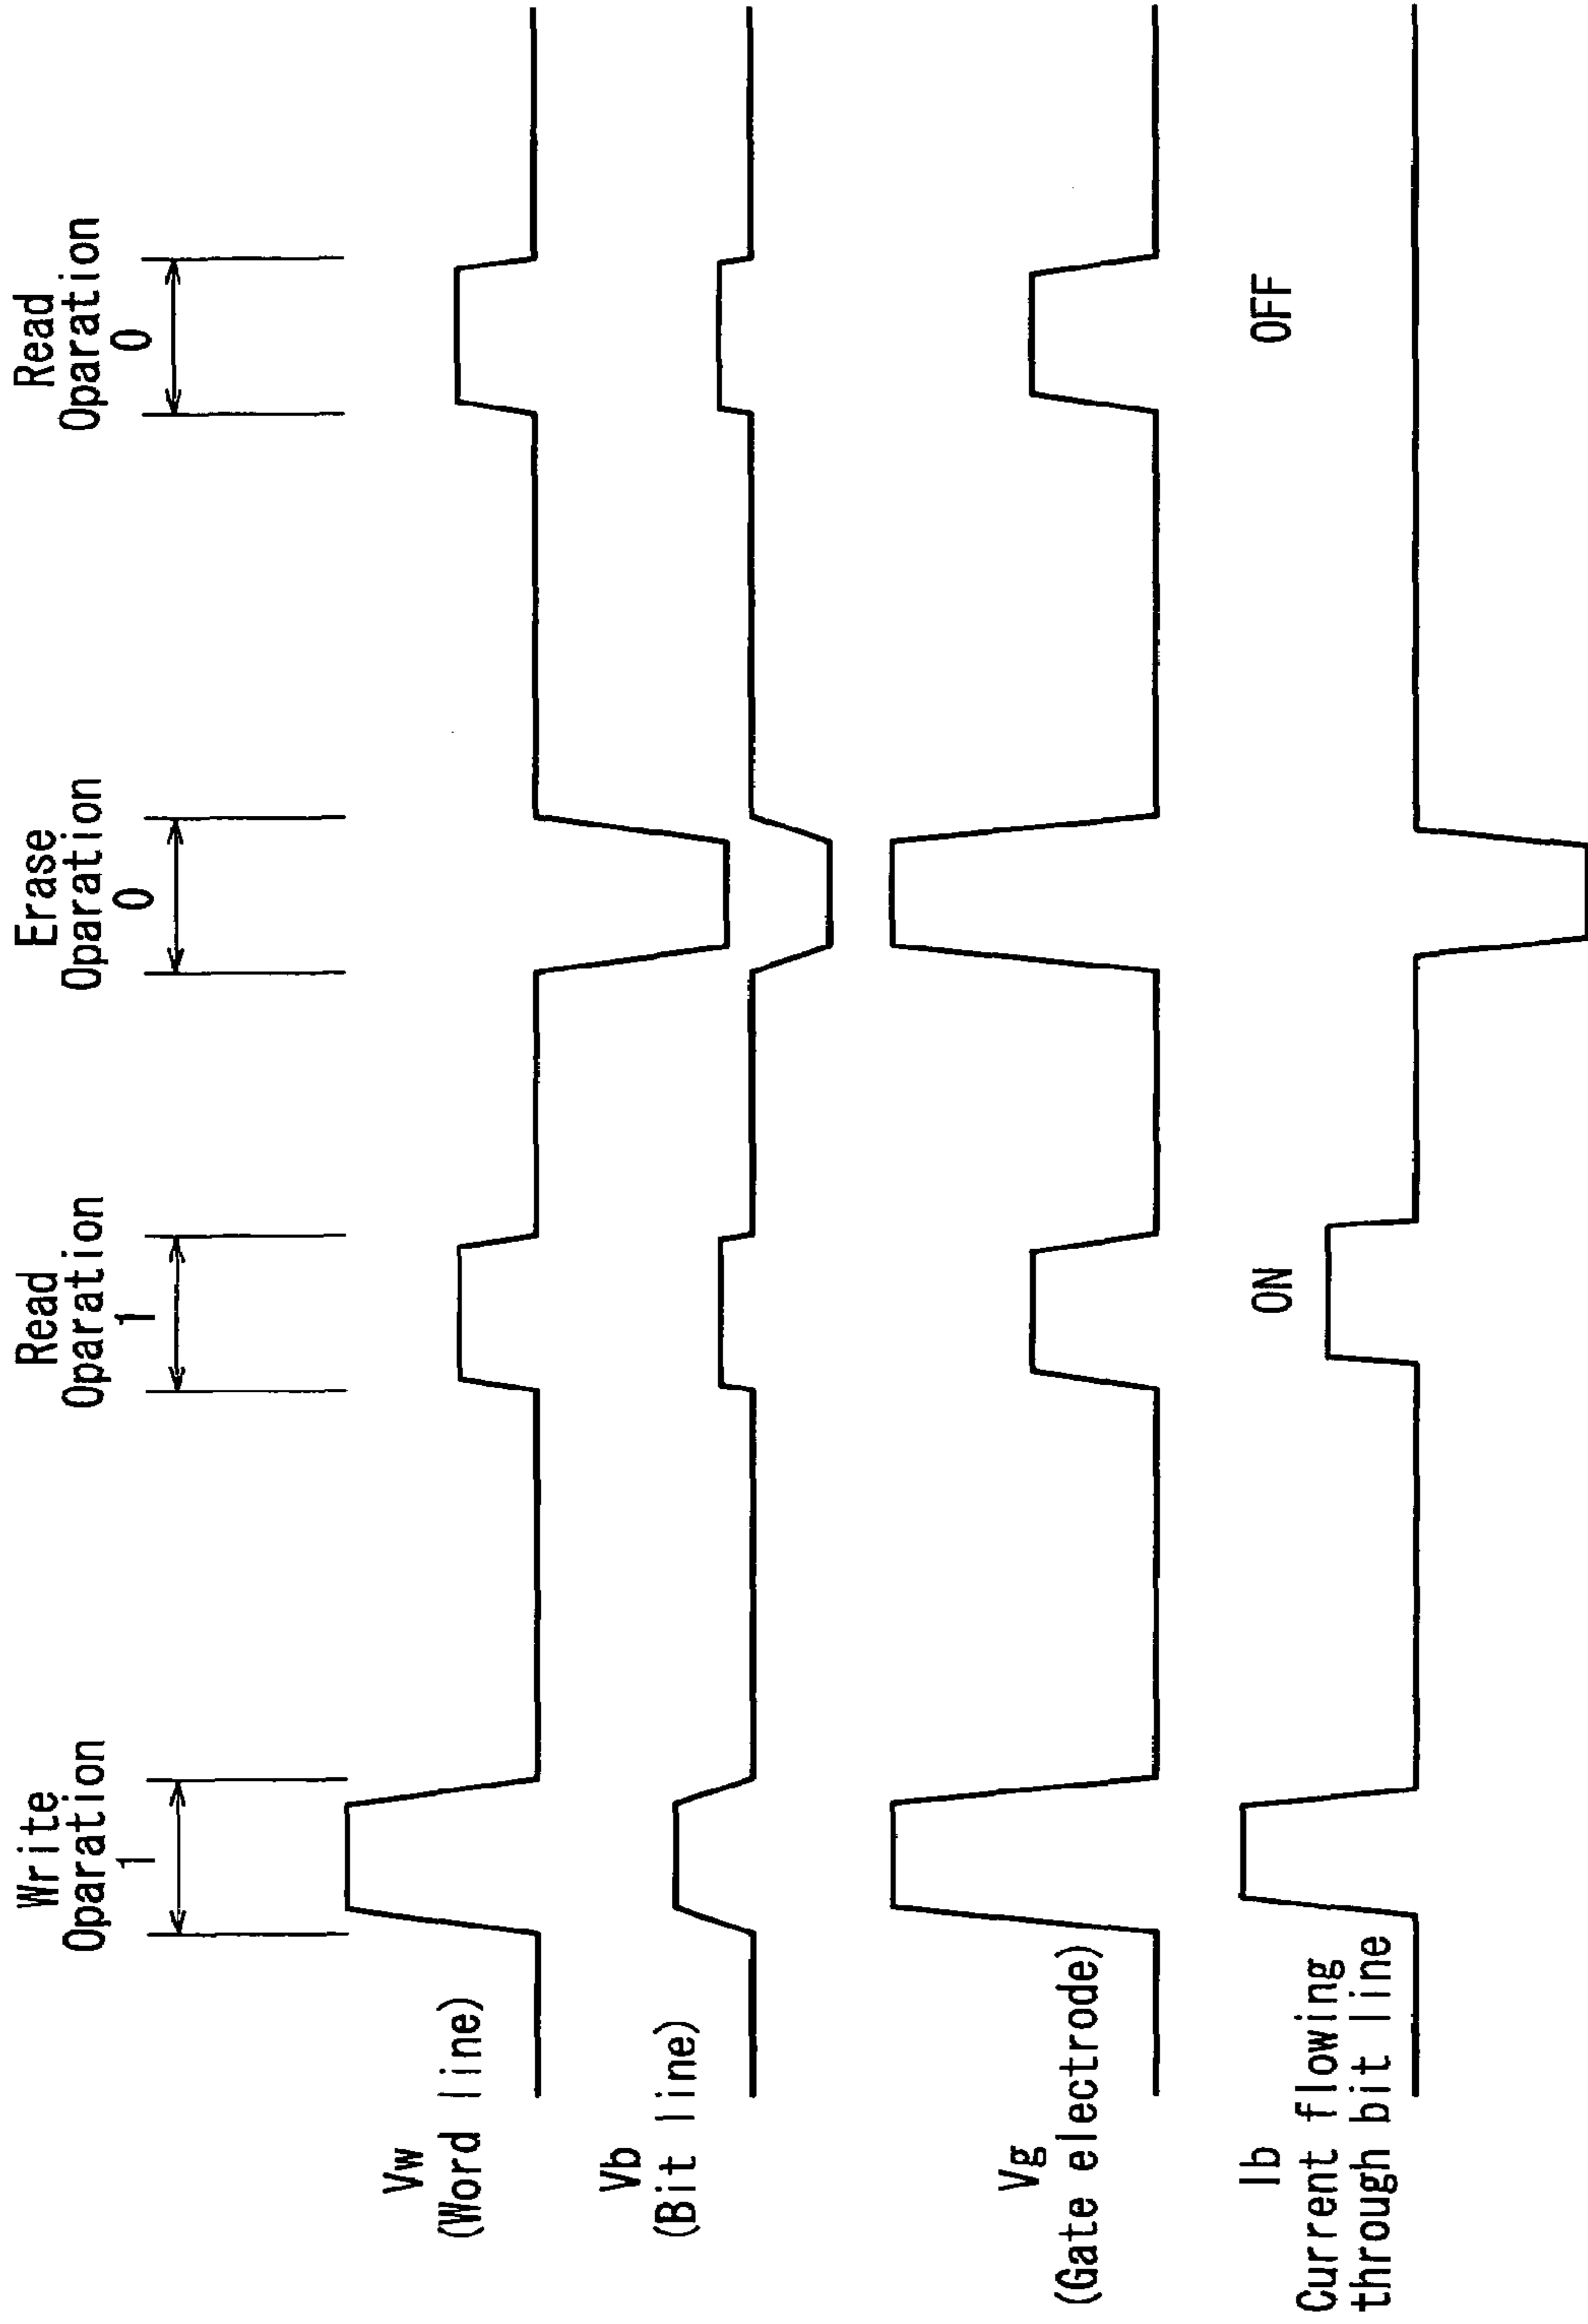 Write
Oparation
1
Read
Oparation
1
Erase
Oparation
0
Read
Oparation
0
Vw
(Word line)
Vb
(Bit line)
Vg
(Gate electrode)
Ib
Current flowing
through bit line
ON
OFF